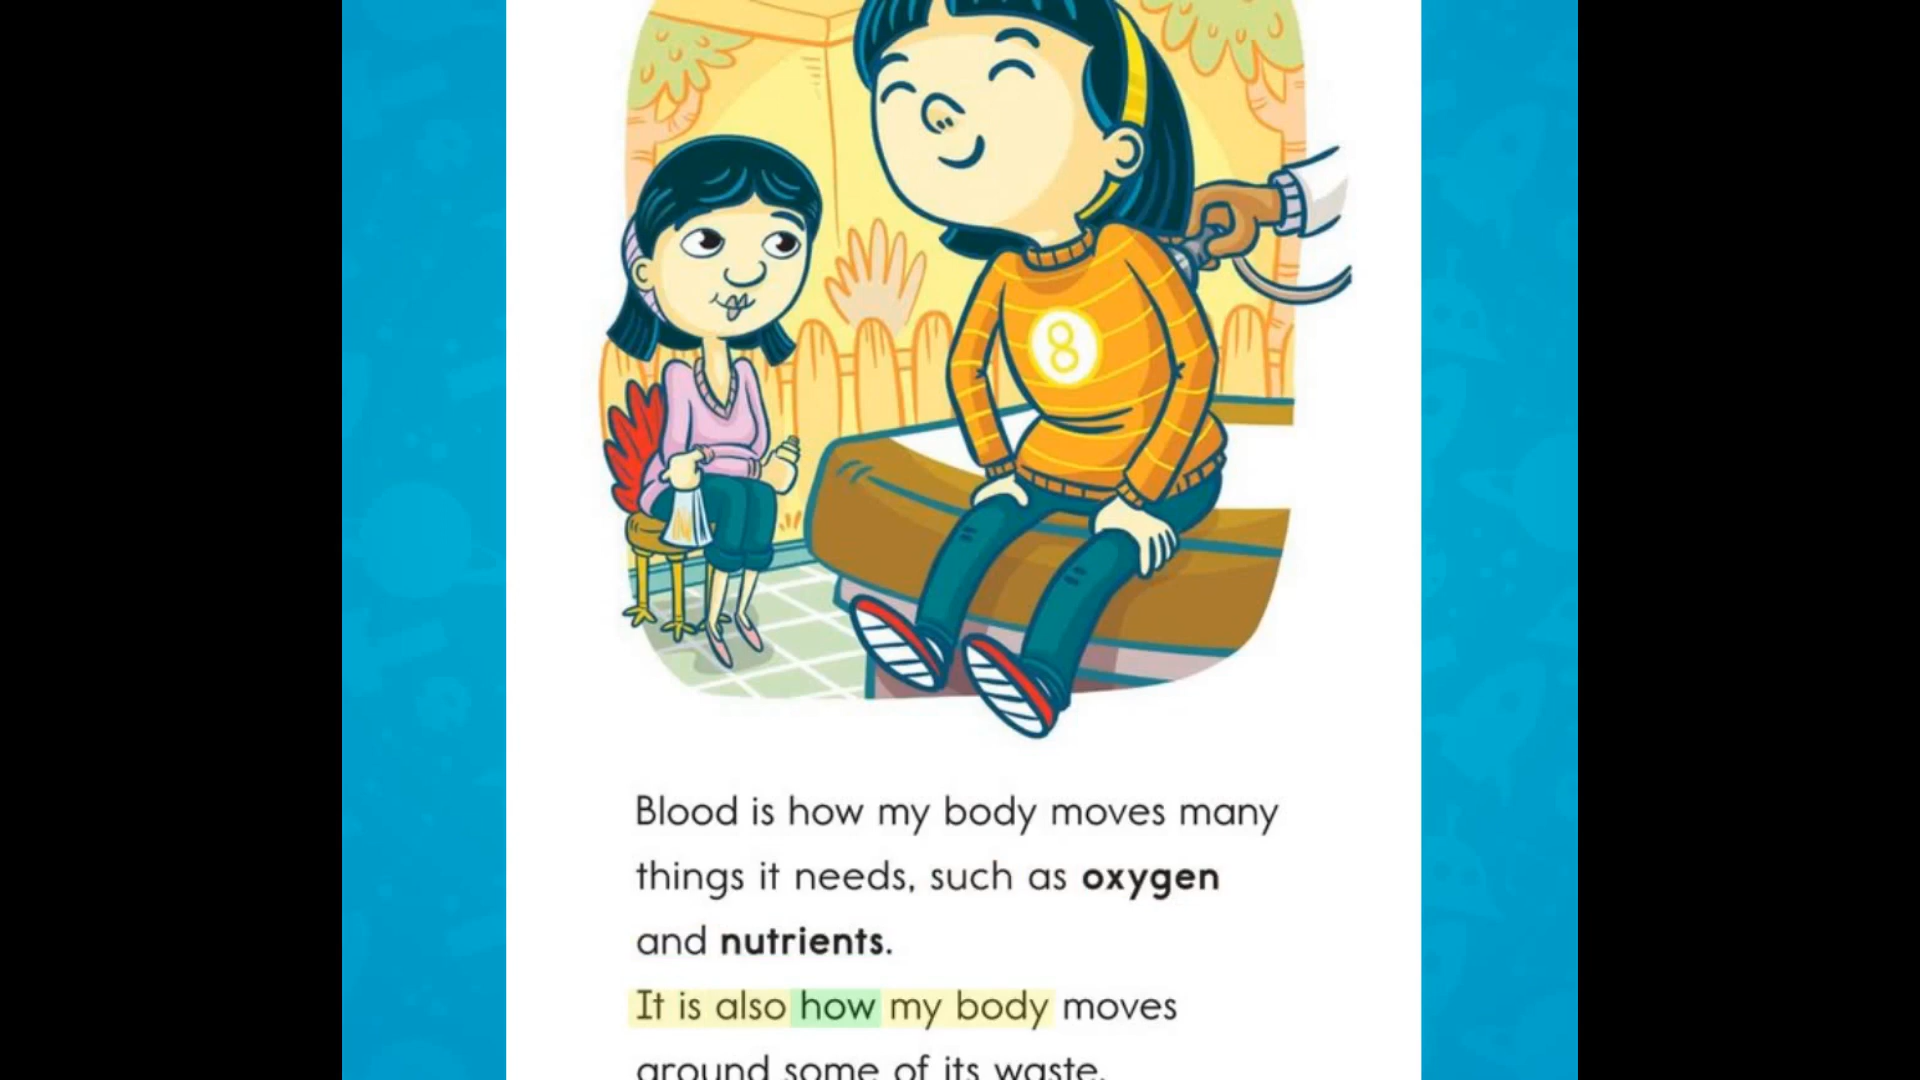 8
Blood is how my body moves many
things it needs, such as oxygen
and nutrients.
It is also how my body moves
around some of its waste.